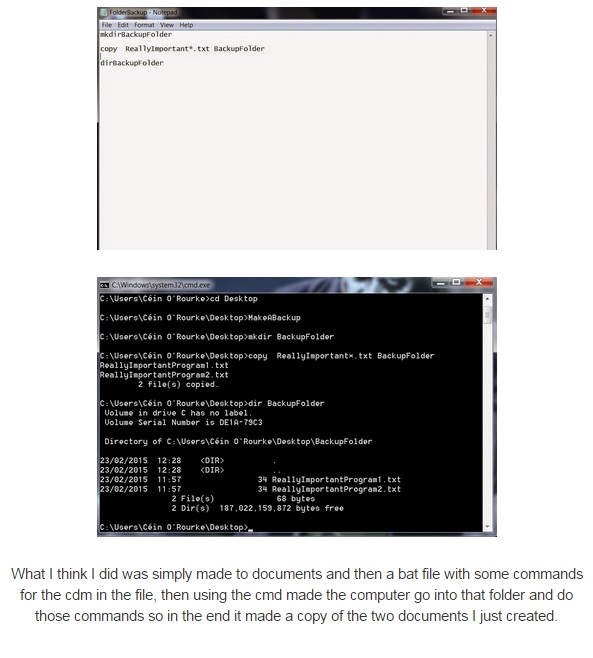 FolderBackup - Notepad
File Edit Format View Help
mkdirBackupFolder
copy  ReallyImportant*.txt BackupFolder
dirBackupFolder
C:\Windows\system32\cmd.exe
C:\Users\Céin O'Rourke>cd Desktop
C:\Users\Céin O'Rourke\Desktop>MakeABackup
C:\Users\Céin O'Rourke\Desktop>mkdir BackupFolder
C:\Users\Céin O'Rourke\Desktop>copy  ReallyImportant*.txt BackupFolder
ReallyImportantProgram1.txt
ReallyImportantProgram2.txt
2 file(s) copied.
C:\Users\Céin O'Rourke\Desktop>dir BackupFolder
Volume in drive C has no label.
Volume Serial Number is DE1A-79C3
Directory of C:\Users\Céin O'Rourke\Desktop\BackupFolder
23/02/2015  12:28    <DIR>          .
23/02/2015  12:28    <DIR>          ..
23/02/2015  11:57                34 ReallyImportantProgram1.txt
23/02/2015  11:57                34 ReallyImportantProgram2.txt
2 File(s)             68 bytes
2 Dir(s)  187,022,159,872 bytes free
C:\Users\Céin O'Rourke\Desktop>_
What I think I did was simply made to documents and then a bat file with some commands
for the cdm in the file, then using the cmd made the computer go into that folder and do
those commands so in the end it made a copy of the two documents I just created.